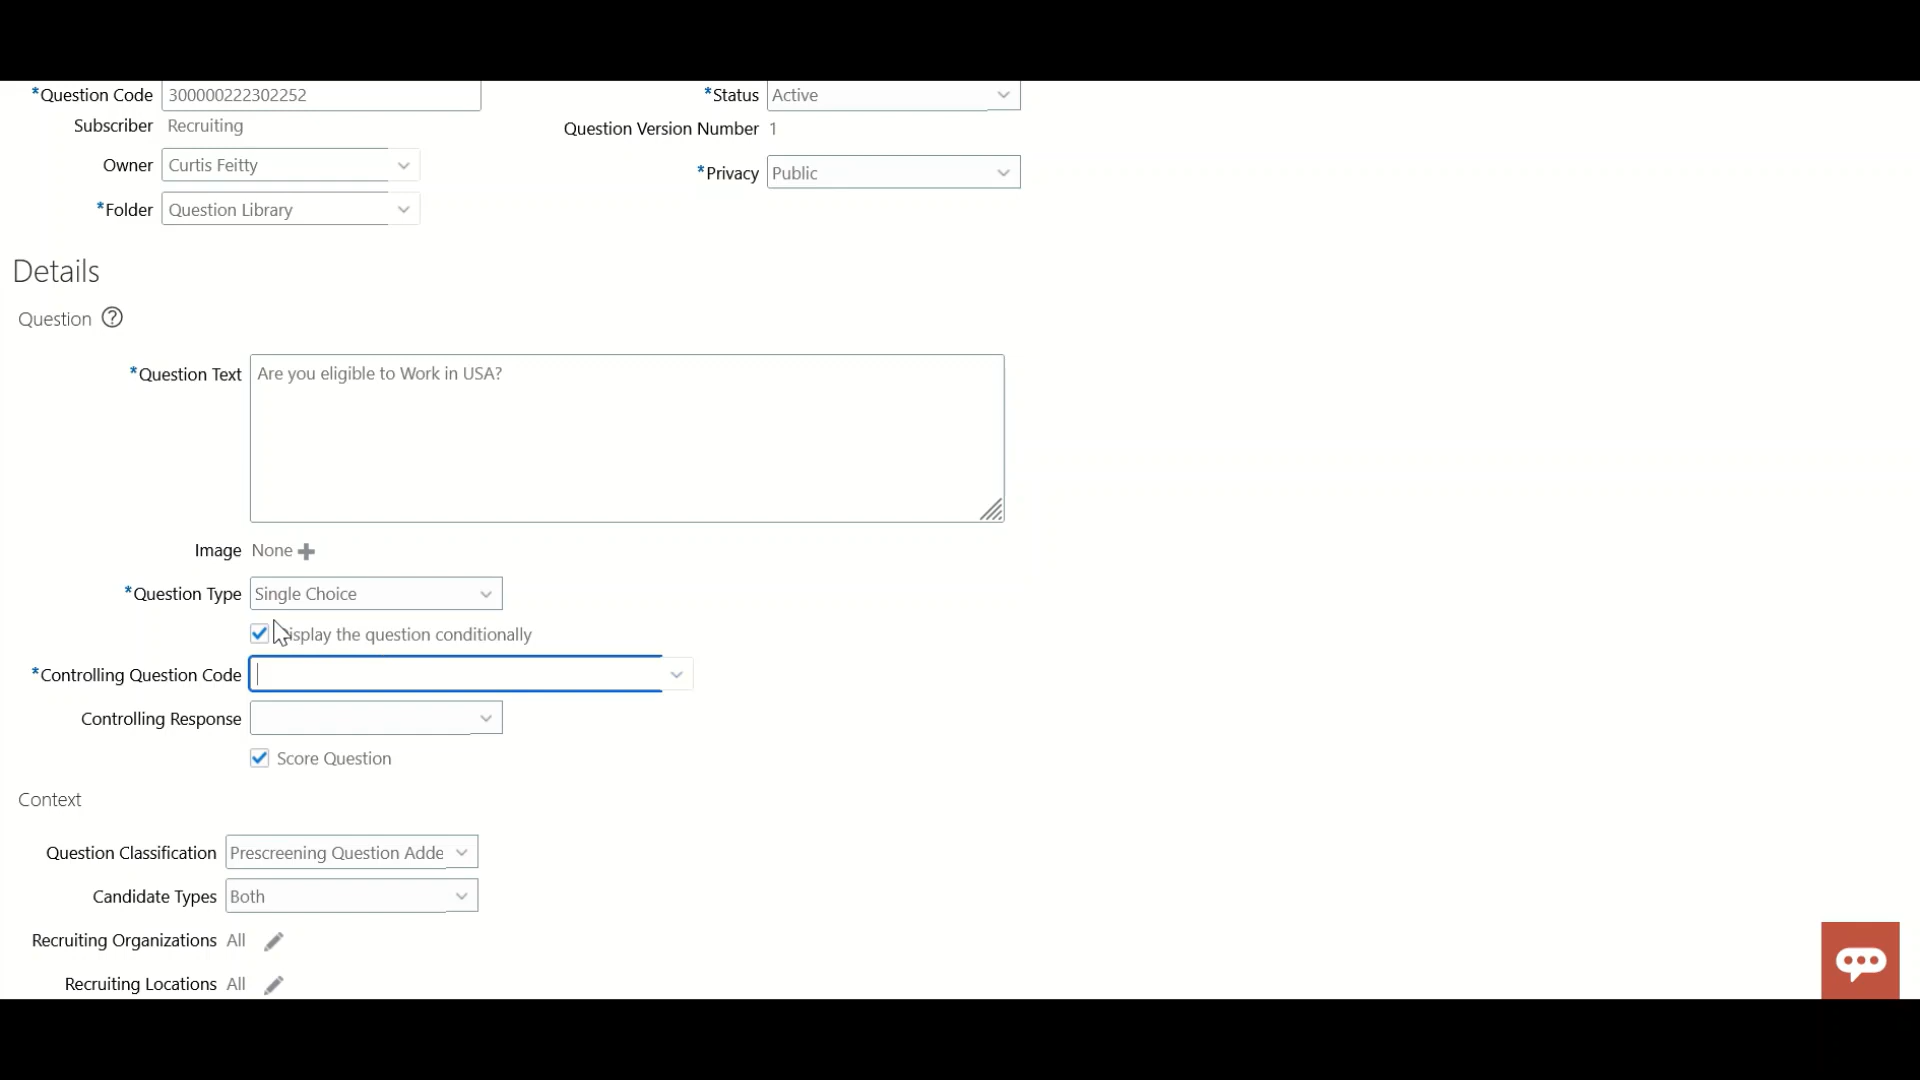 *Question Code 300000222302252 *Status Active
Subscriber Recruiting Question Version Number 1
Owner Curtis Feitty *Privacy Public
*Folder Question Library
Details
Question
*Question Text Are you eligible to Work in USA?
Image None
*Question Type Single Choice
isplay the question conditionally
*Controlling Question Code
Controlling Response
Score Question
Context
Question Classification Prescreening Question Adde
Candidate Types Both
Recruiting Organizations All
Recruiting Locations All